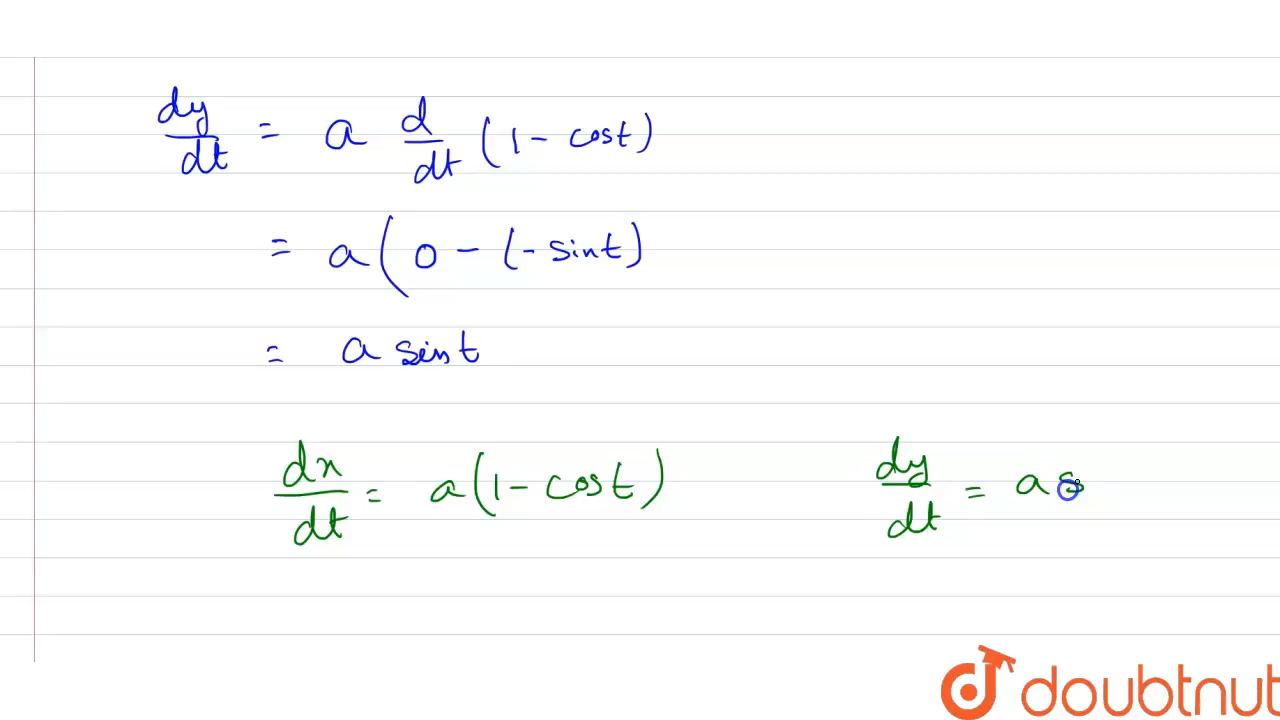 dy/dt = a d/dt (1 - cost)
= a(0 - (- sint)
= a sint
dx/dt = a(1 - cost) dy/dt = a s
doubtnut